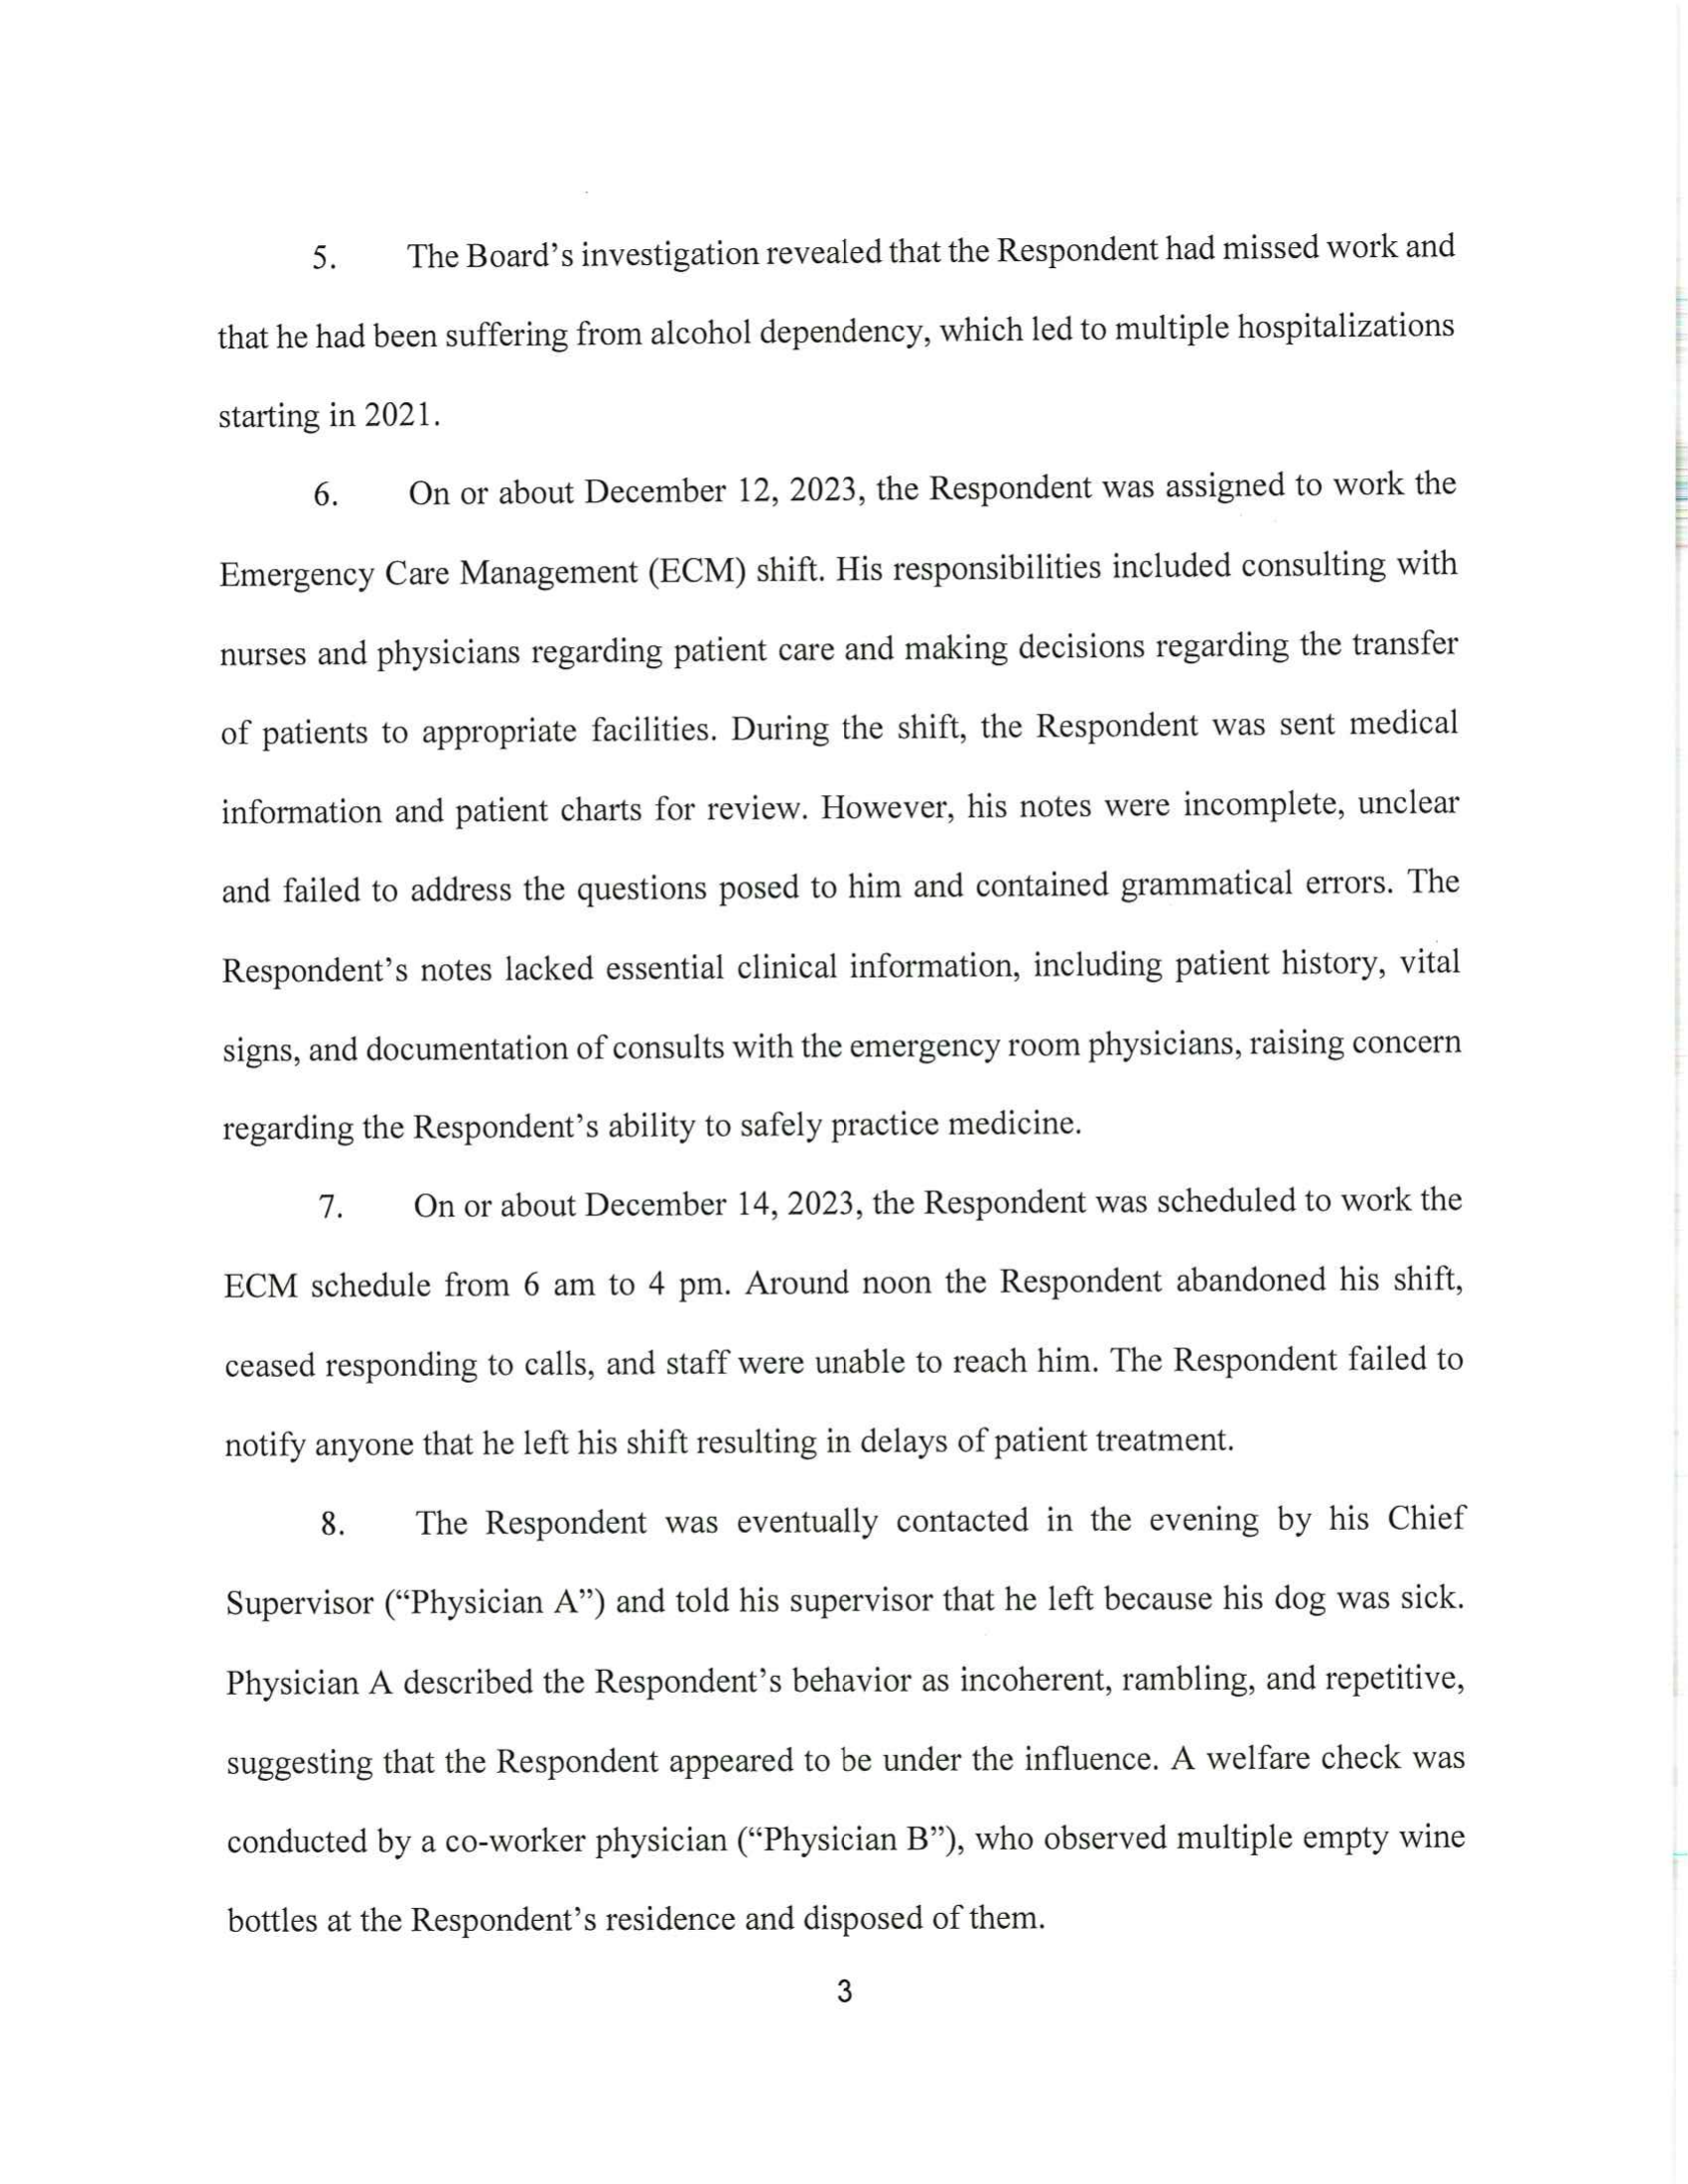 5. The Board's investigation revealed that the Respondent had missed work and
that he had been suffering from alcohol dependency, which led to multiple hospitalizations
starting in 2021.
6. On or about December 12, 2023, the Respondent was assigned to work the
Emergency Care Management (ECM) shift. His responsibilities included consulting with
nurses and physicians regarding patient care and making decisions regarding the transfer
of patients to appropriate facilities. During the shift, the Respondent was sent medical
information and patient charts for review. However, his notes were incomplete, unclear
and failed to address the questions posed to him and contained grammatical errors. The
Respondent's notes lacked essential clinical information, including patient history, vital
signs, and documentation of consults with the emergency room physicians, raising concern
regarding the Respondent's ability to safely practice medicine.
7. On or about December 14, 2023, the Respondent was scheduled to work the
ECM schedule from 6 am to 4 pm. Around noon the Respondent abandoned his shift,
ceased responding to calls, and staff were unable to reach him. The Respondent failed to
notify anyone that he left his shift resulting in delays of patient treatment.
8. The Respondent was eventually contacted in the evening by his Chief
Supervisor (“Physician A”) and told his supervisor that he left because his dog was sick.
Physician A described the Respondent's behavior as incoherent, rambling, and repetitive,
suggesting that the Respondent appeared to be under the influence. A welfare check was
conducted by a co-worker physician (“Physician B”), who observed multiple empty wine
bottles at the Respondent's residence and disposed of them.
3